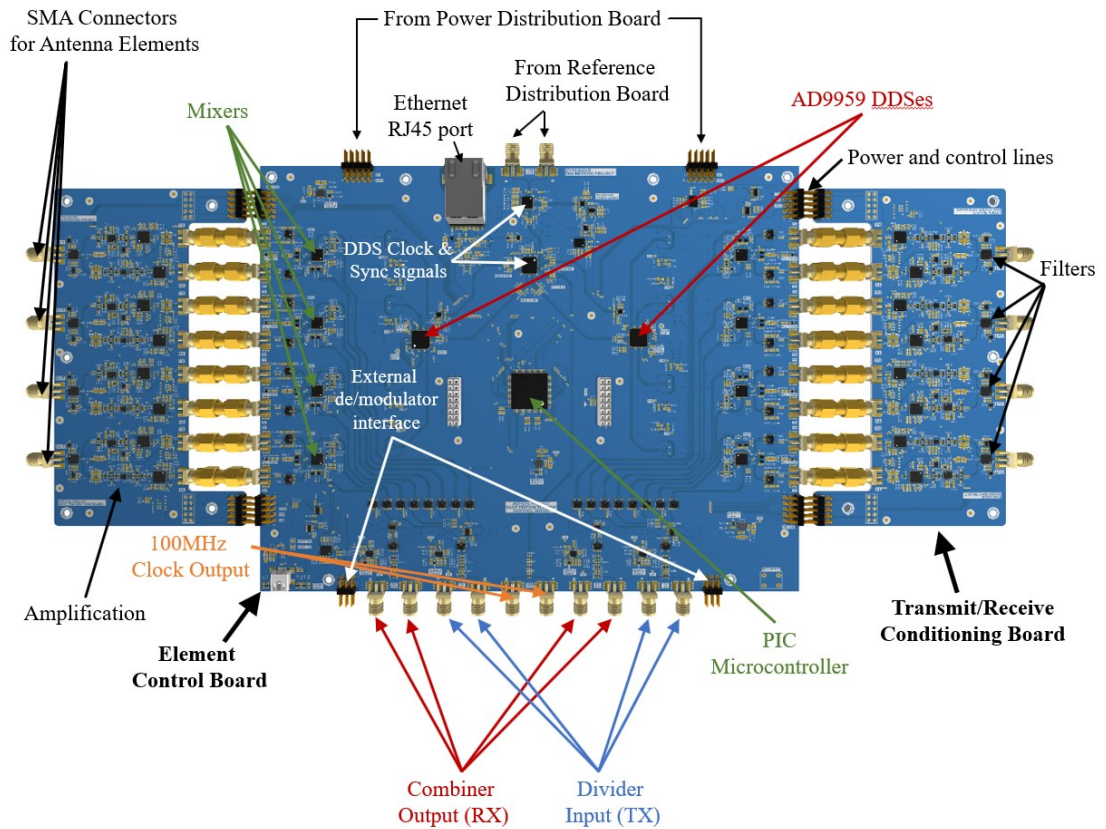 SMA Connectors
for Antenna Elements
From Power Distribution Board
From Reference
Distribution Board
Ethernet
RJ45 port
AD9959 DDSes
Mixers
Power and control lines
DDS Clock &
Sync signals
Filters
External
de/modulator
interface
100MHz
Clock Output
Amplification
Element
Control Board
PIC
Microcontroller
Transmit/Receive
Conditioning Board
Combiner
Output (RX)
Divider
Input (TX)